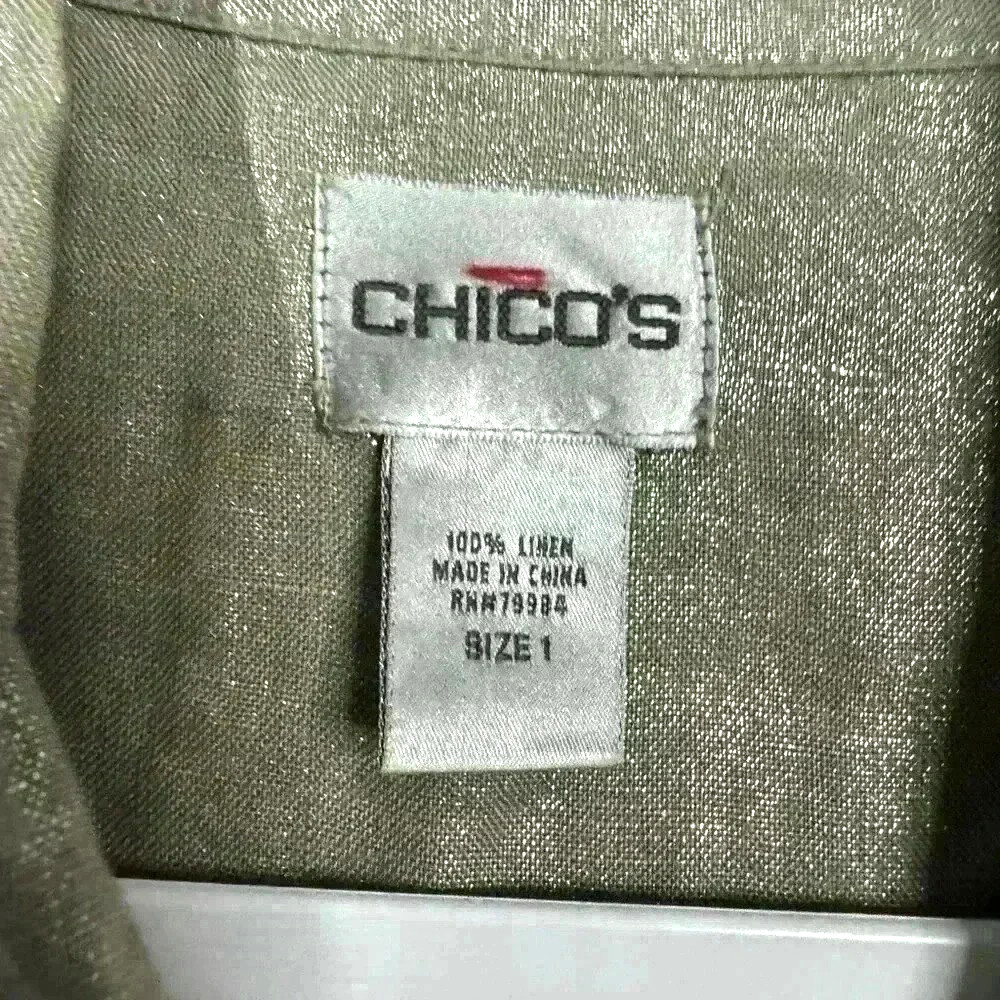 CHICO'S
100% LINEN
MADE IN CHINA
RN#79984
SIZE 1